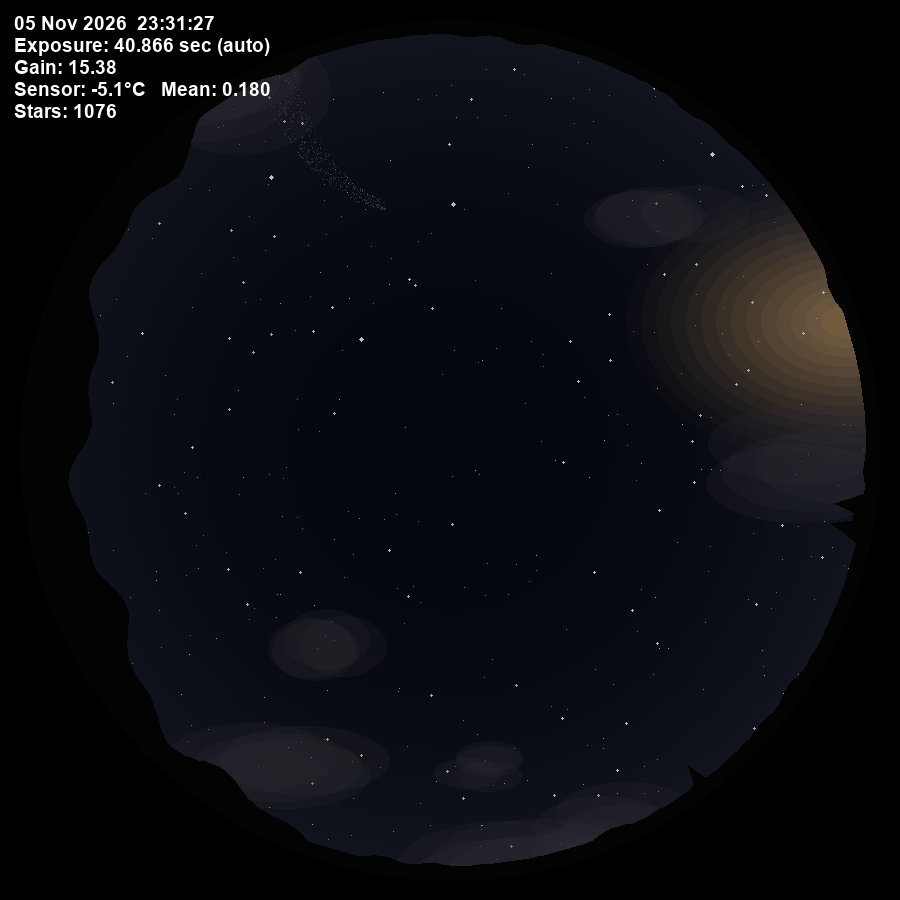 05 Nov 2026  23:31:27
Exposure: 40.866 sec (auto)
Gain: 15.38
Sensor: -5.1°C   Mean: 0.180
Stars: 1076